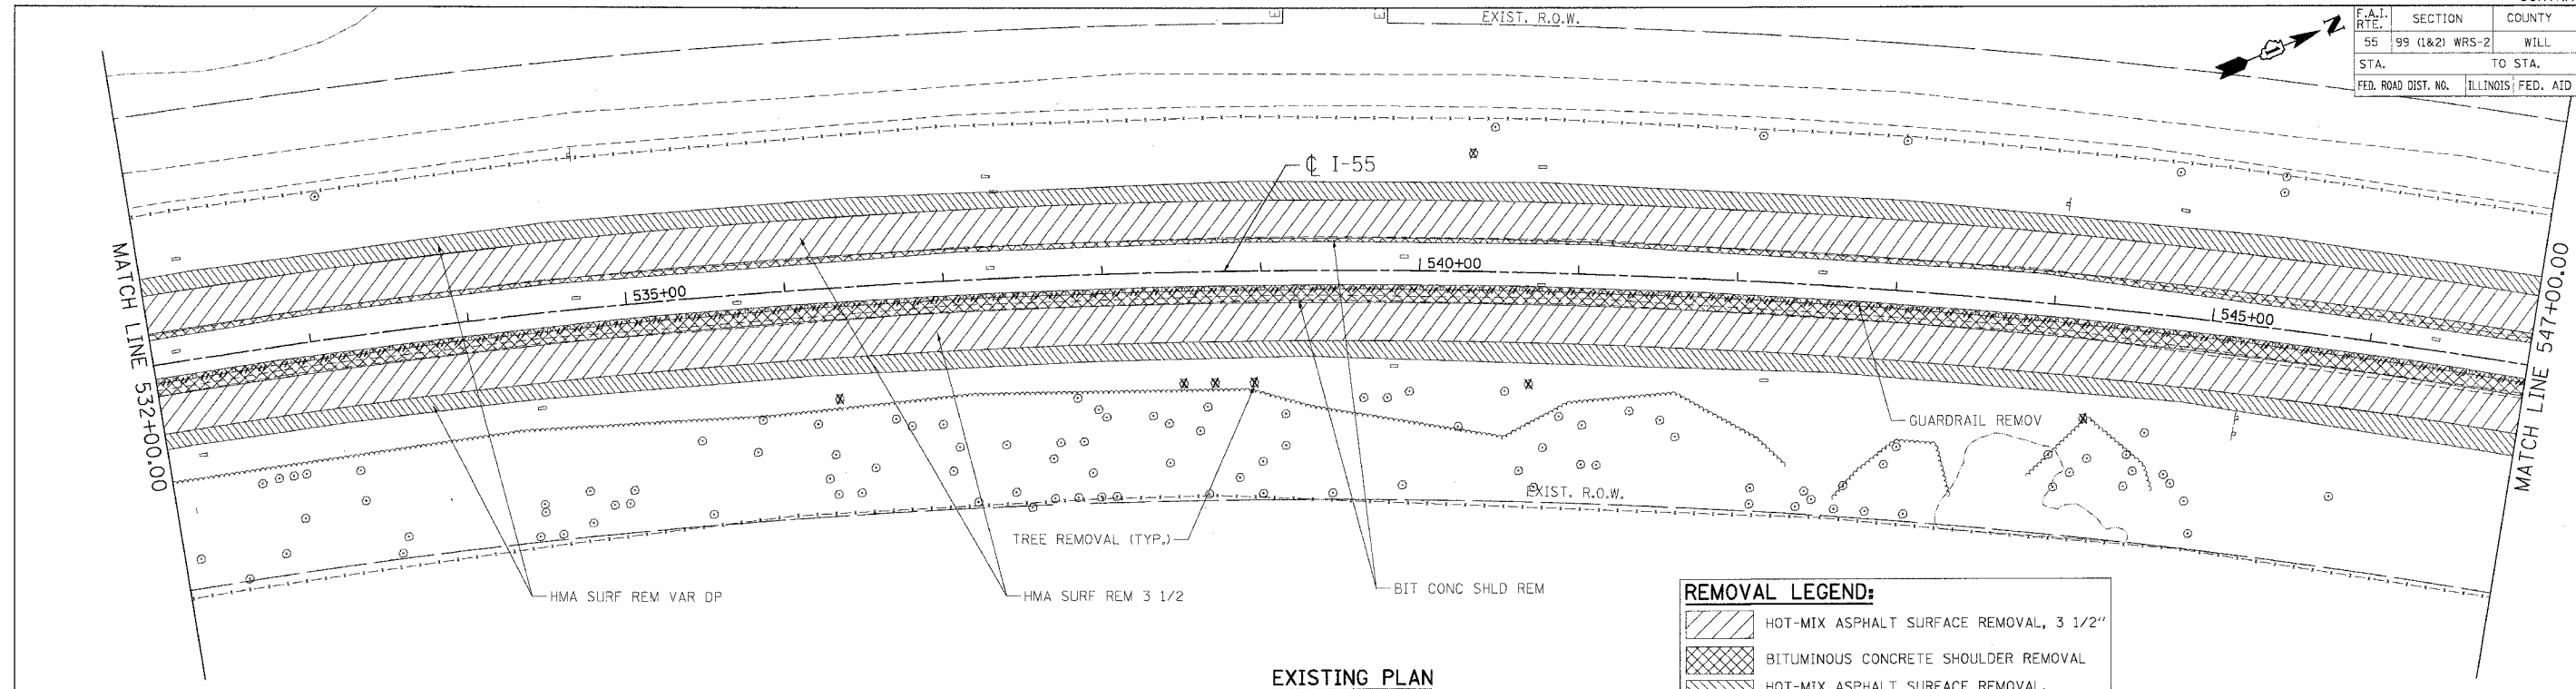 EXIST. R.O.W.
F.A.I. RTE. SECTION COUNTY
55 99 (1&2) WRS-2 WILL
STA. TO STA.
FED. ROAD DIST. NO. ILLINOIS FED. AID
N
℄ I-55
MATCH LINE 532+00.00
535+00
540+00
545+00
MATCH LINE 547+00.00
GUARDRAIL REMOV
EXIST. R.O.W.
TREE REMOVAL (TYP.)
HMA SURF REM VAR DP
HMA SURF REM 3 1/2
BIT CONC SHLD REM
REMOVAL LEGEND:
HOT-MIX ASPHALT SURFACE REMOVAL, 3 1/2"
BITUMINOUS CONCRETE SHOULDER REMOVAL
HOT-MIX ASPHALT SURFACE REMOVAL,
EXISTING PLAN